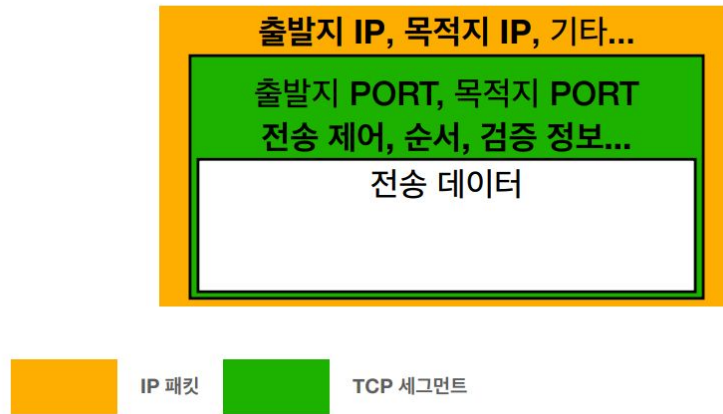 출발지 IP, 목적지 IP, 기타...
출발지 PORT, 목적지 PORT
전송 제어, 순서, 검증 정보...
전송 데이터
IP 패킷
TCP 세그먼트